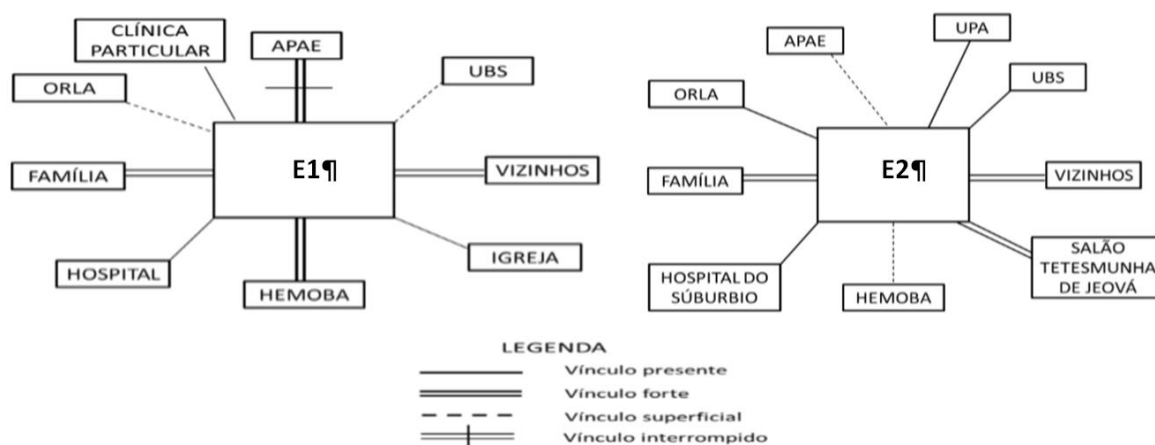 CLÍNICA
PARTICULAR
APAE
UBS
ORLA
FAMÍLIA
E1¶
VIZINHOS
HOSPITAL
HEMOBA
IGREJA
APAE
UPA
UBS
ORLA
FAMÍLIA
E2¶
VIZINHOS
HOSPITAL DO
SÚBURBIO
HEMOBA
SALÃO
TETESMUNHA
DE JEOVÁ
LEGENDA
Vínculo presente
Vínculo forte
Vínculo superficial
Vínculo interrompido